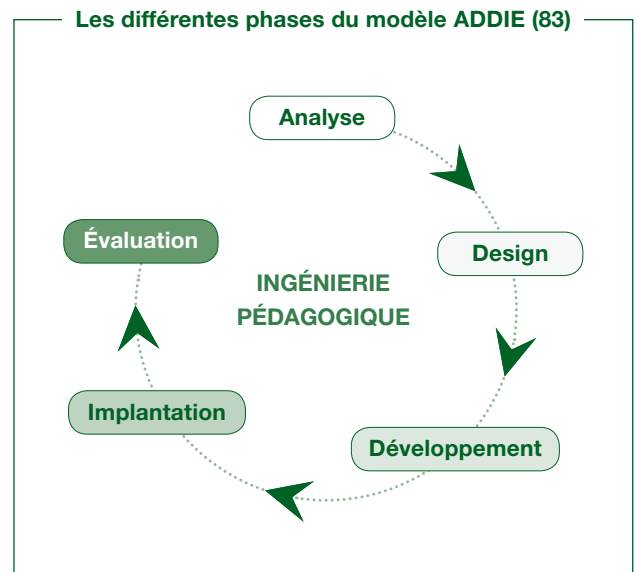 Les différentes phases du modèle ADDIE (83)
Analyse
Design
Développement
Implantation
Évaluation
INGÉNIERIE
PÉDAGOGIQUE